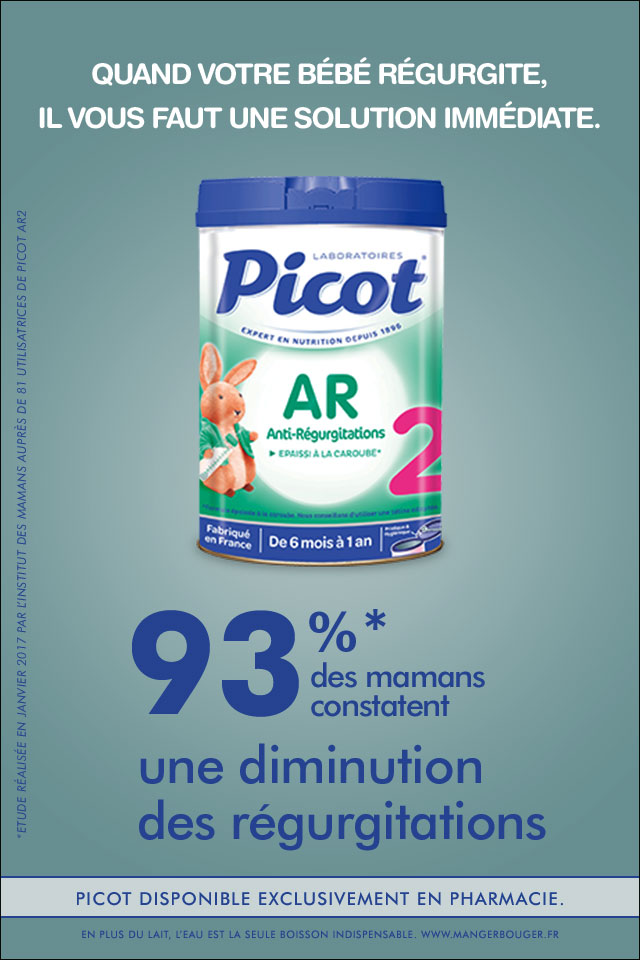 QUAND VOTRE BÉBÉ RÉGURGITE,
IL VOUS FAUT UNE SOLUTION IMMÉDIATE.
LABORATOIRES
Picot
EXPERT EN NUTRITION DEPUIS 1896
AR
Anti-Régurgitations
▸ EPAISSI À LA CAROUBE*
2
Fabriqué
en France
De 6 mois à 1 an
Pratique &
Hygiénique
93%*
des mamans
constatent
une diminution
des régurgitations
*ETUDE RÉALISÉE EN JANVIER 2017 PAR L'INSTITUT DES MAMANS AUPRÈS DE 81 UTILISATRICES DE PICOT AR2
PICOT DISPONIBLE EXCLUSIVEMENT EN PHARMACIE.
EN PLUS DU LAIT, L'EAU EST LA SEULE BOISSON INDISPENSABLE. WWW.MANGERBOUGER.FR